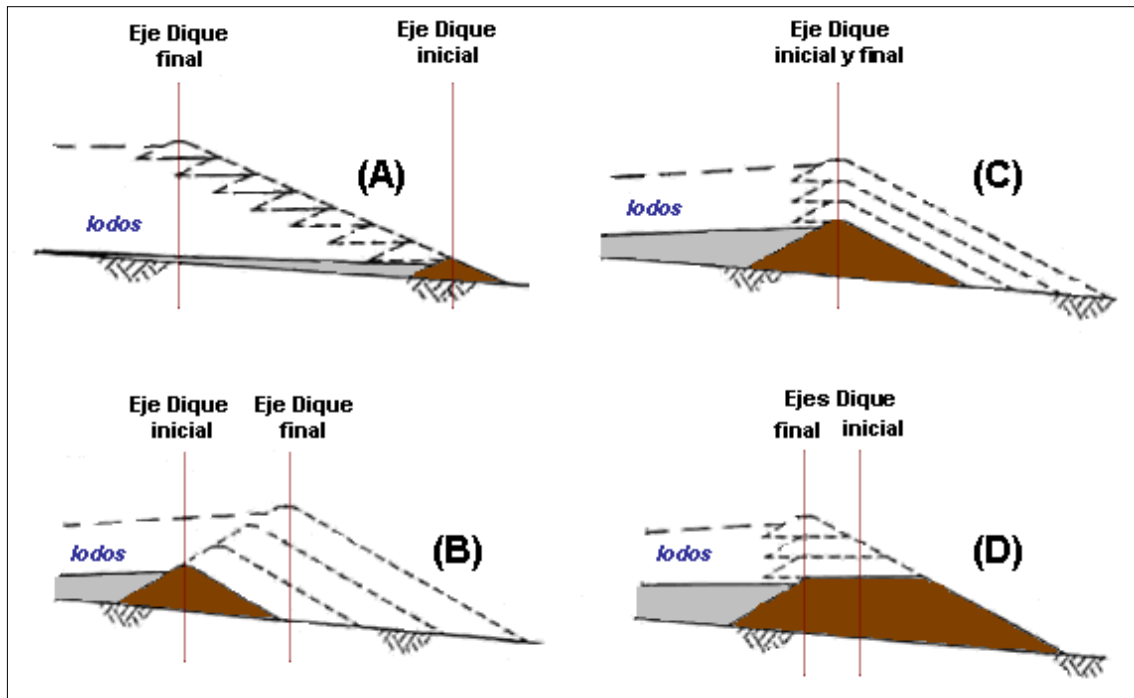 Eje Dique
final
Eje Dique
inicial
(A)
lodos
Eje Dique
inicial y final
(C)
lodos
Eje Dique
inicial
Eje Dique
final
(B)
lodos
Ejes Dique
final inicial
(D)
lodos